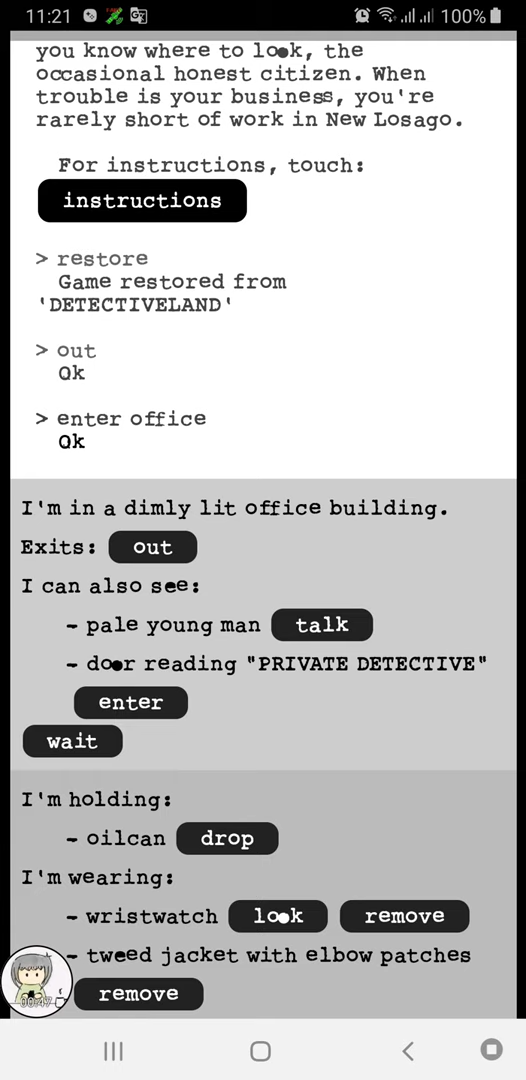 11:21
100%
you know where to look, the
occasional honest citizen. When
trouble is your business, you're
rarely short of work in New Losago.
For instructions, touch:
instructions
> restore
Game restored from
'DETECTIVELAND'
> out
Ok
> enter office
Ok
I'm in a dimly lit office building.
Exits: out
I can also see:
- pale young man talk
- door reading "PRIVATE DETECTIVE"
enter
wait
I'm holding:
- oilcan drop
I'm wearing:
- wristwatch look remove
- tweed jacket with elbow patches
00:47
remove